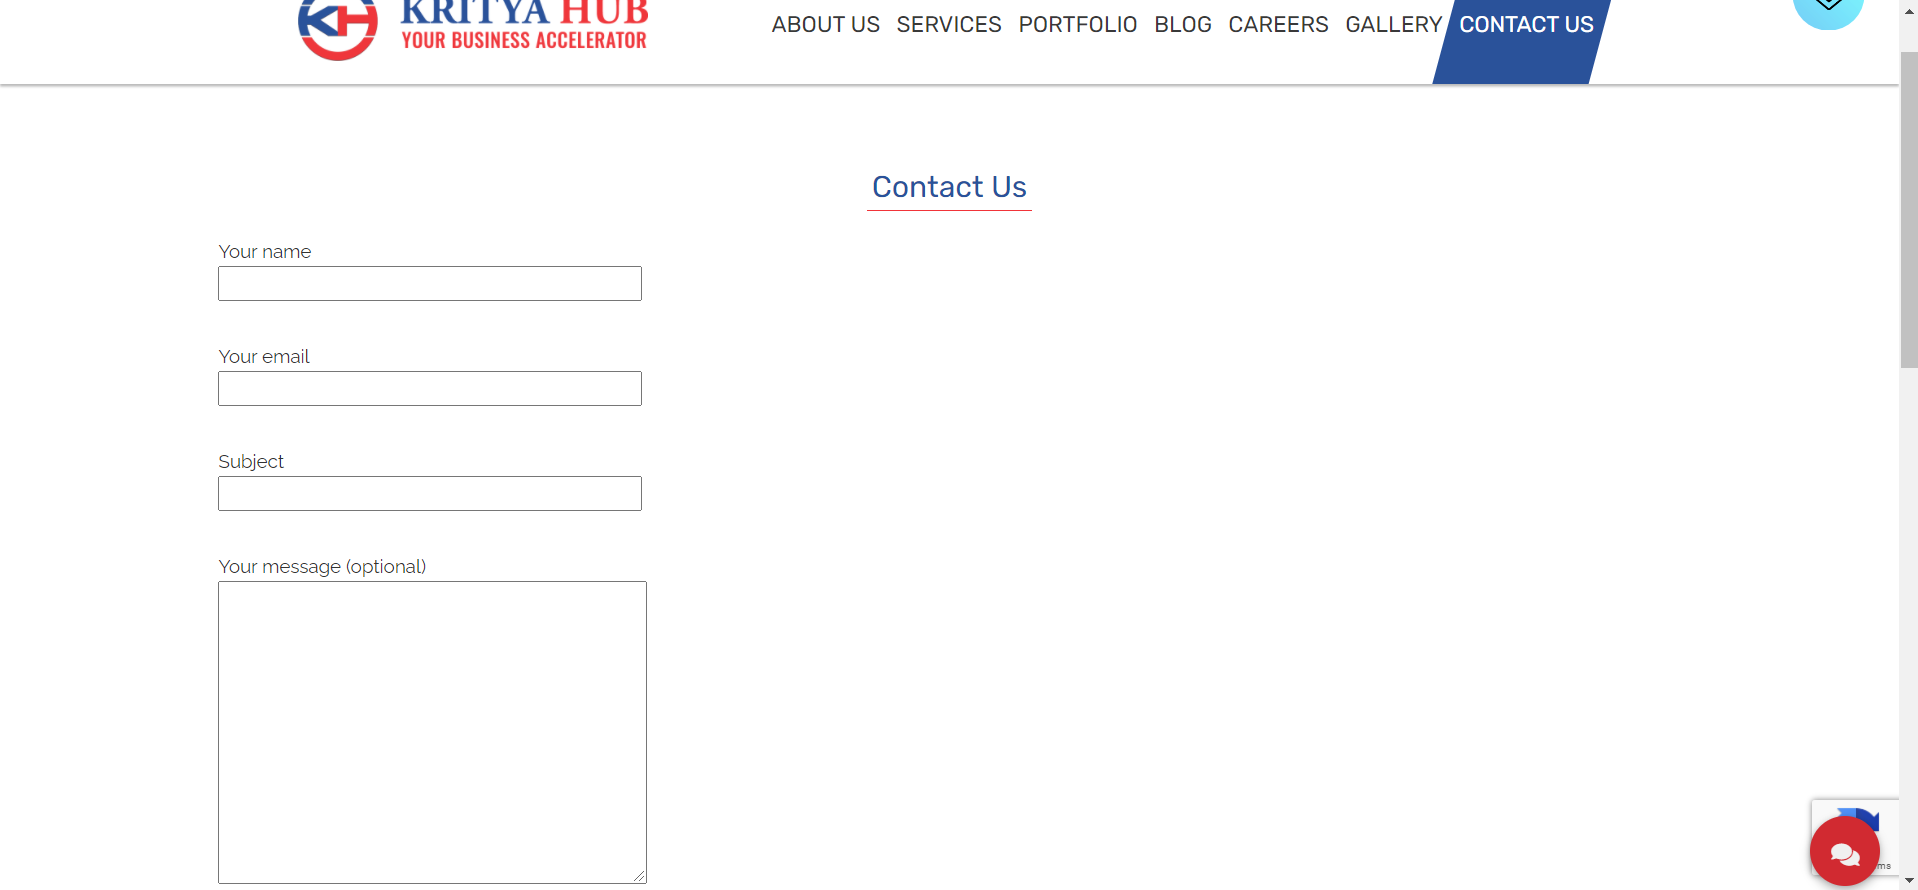 KRITYA HUB
YOUR BUSINESS ACCELERATOR
ABOUT US SERVICES PORTFOLIO BLOG CAREERS GALLERY CONTACT US
Contact Us
Your name
Your email
Subject
Your message (optional)